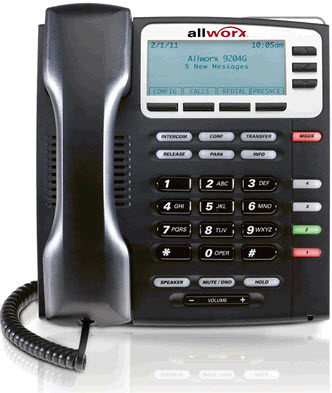 allworx
2/1/11 10:05am
Allworx 9204G
5 New Messages
CONFIG CALLS REDIAL PRESNCE
INTERCOM CONF TRANSFER MSGS
RELEASE PARK INFO
1 2 ABC 3 DEF 4
4 GHI 5 JKL 6 MNO 3
7 PQRS 8 TUV 9 WXYZ 2
* 0 OPER # 1
SPEAKER MUTE / DND HOLD
− VOLUME +